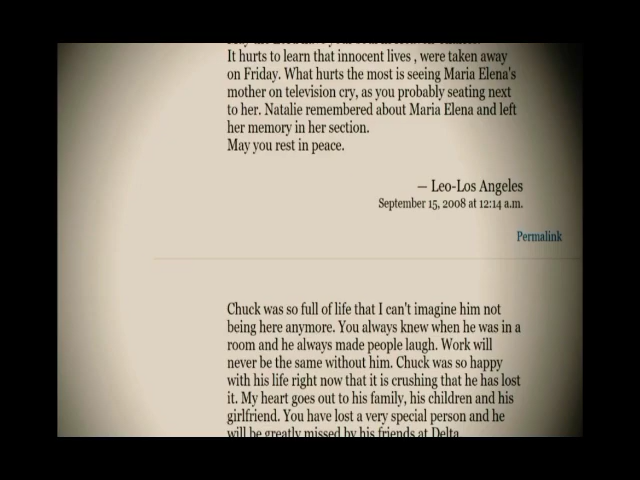 It hurts to learn that innocent lives , were taken away
on Friday. What hurts the most is seeing Maria Elena's
mother on television cry, as you probably seating next
to her. Natalie remembered about Maria Elena and left
her memory in her section.
May you rest in peace.
— Leo-Los Angeles
September 15, 2008 at 12:14 a.m.
Permalink
Chuck was so full of life that I can't imagine him not
being here anymore. You always knew when he was in a
room and he always made people laugh. Work will
never be the same without him. Chuck was so happy
with his life right now that it is crushing that he has lost
it. My heart goes out to his family, his children and his
girlfriend. You have lost a very special person and he
will be greatly missed by his friends at Delta